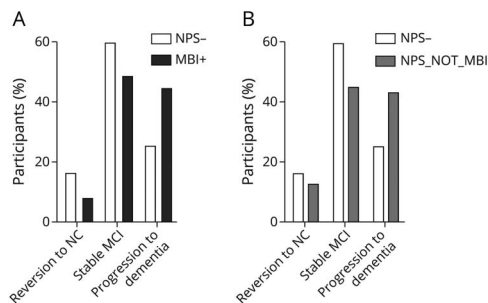 A
NPS–
MBI+
Participants (%)
60
40
20
0
Reversion to NC
Stable MCI
Progression to
dementia
B
NPS–
NPS_NOT_MBI
Participants (%)
60
40
20
0
Reversion to NC
Stable MCI
Progression to
dementia